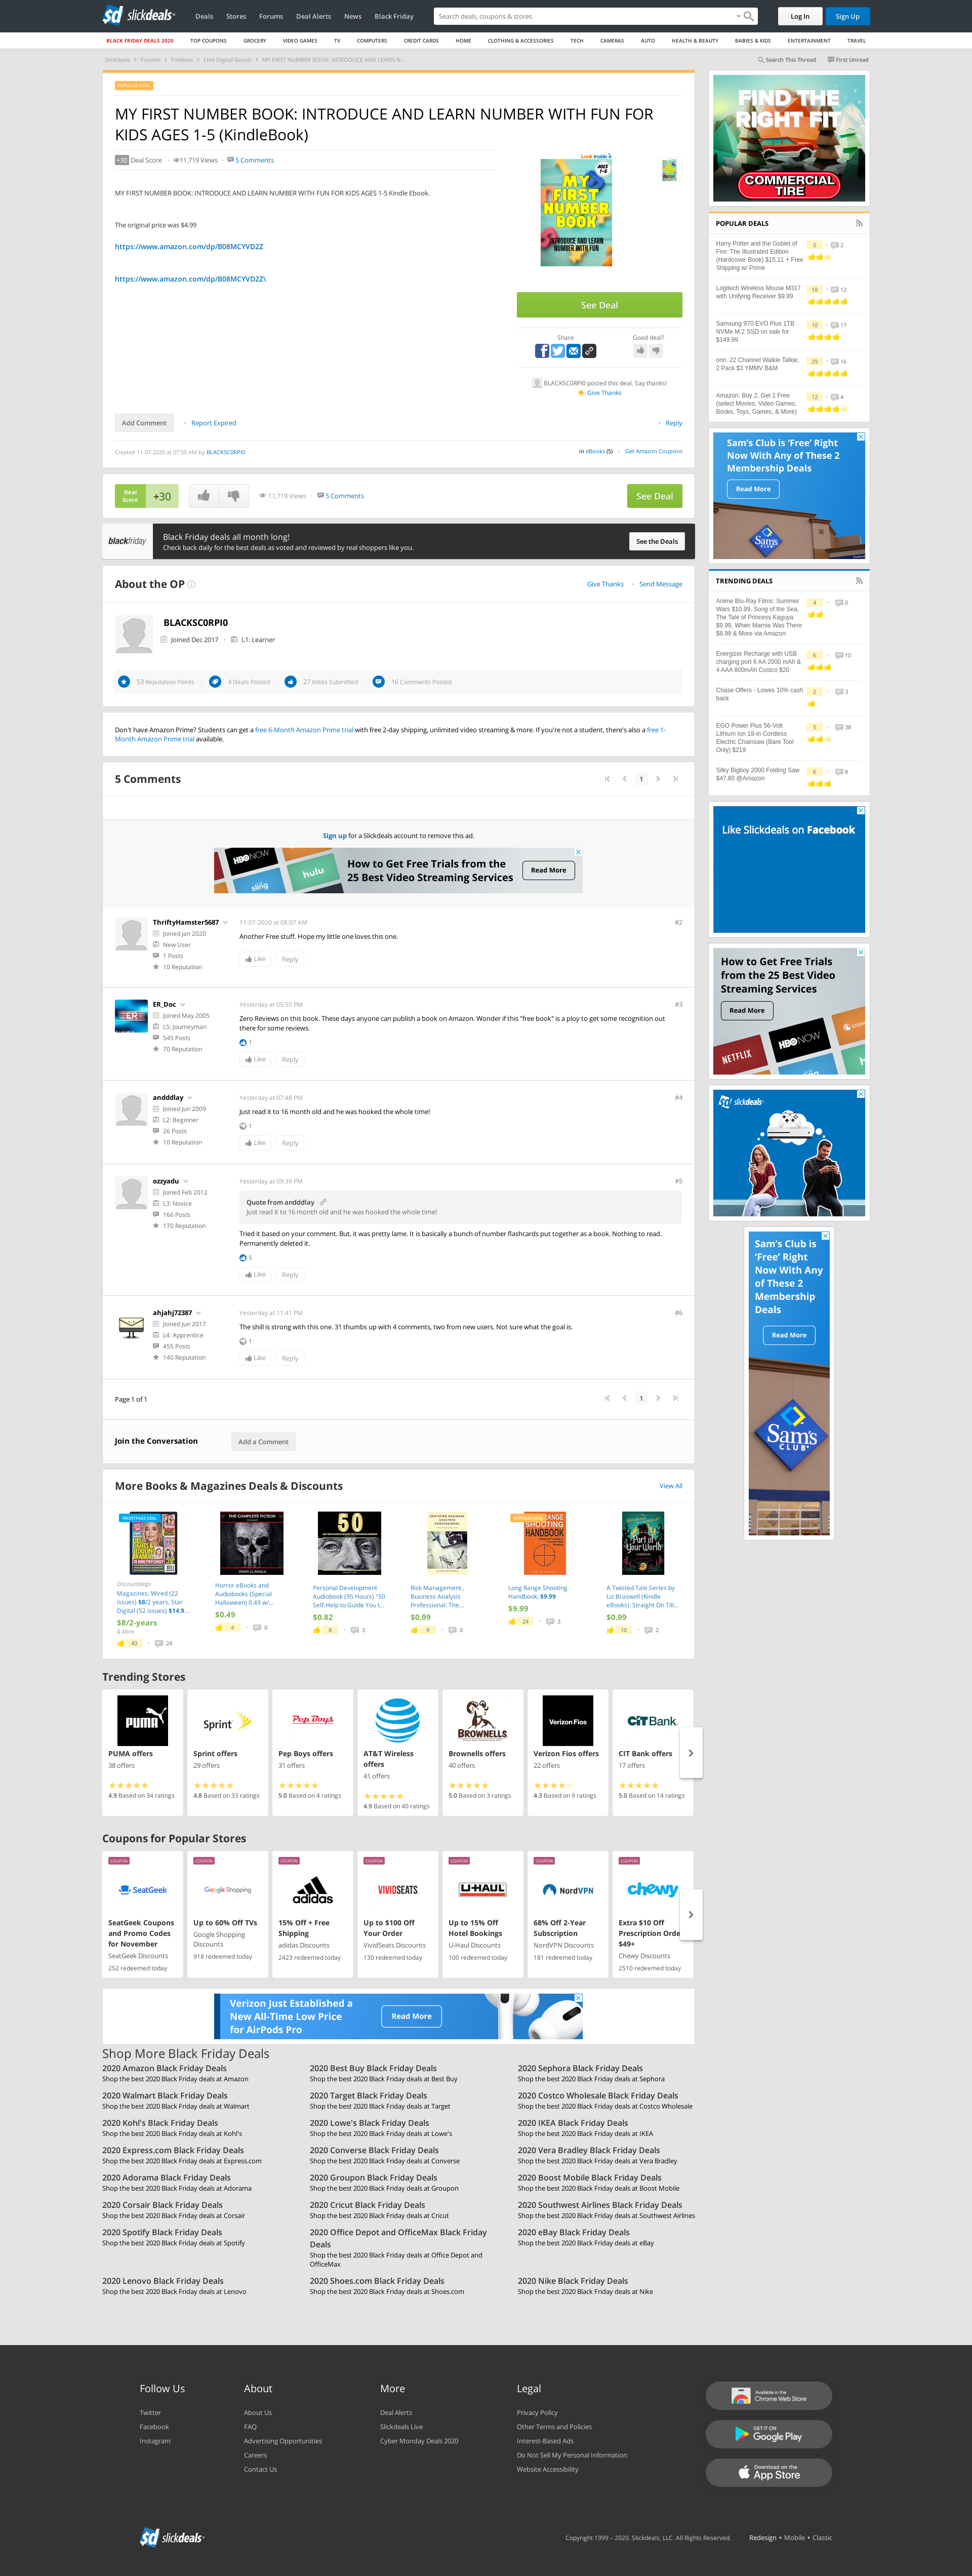 slickdeals
Deals
Stores
Forums
Deal Alerts
News
Black Friday
Search deals, coupons & stores
Log In
Sign Up
BLACK FRIDAY DEALS 2020
TOP COUPONS
GROCERY
VIDEO GAMES
TV
COMPUTERS
CREDIT CARDS
HOME
CLOTHING & ACCESSORIES
TECH
CAMERAS
AUTO
HEALTH & BEAUTY
BABIES & KIDS
ENTERTAINMENT
TRAVEL
Slickdeals
Forums
Freebies
Free Digital Goods
MY FIRST NUMBER BOOK: INTRODUCE AND LEARN N...
Search This Thread
First Unread
POPULAR DEAL
MY FIRST NUMBER BOOK: INTRODUCE AND LEARN NUMBER WITH FUN FOR
KIDS AGES 1-5 (KindleBook)
+30 Deal Score
11,719 Views
5 Comments
MY FIRST NUMBER BOOK: INTRODUCE AND LEARN NUMBER WITH FUN FOR KIDS AGES 1-5 Kindle Ebook.
The original price was $4.99
https://www.amazon.com/dp/B08MCYVD2Z
https://www.amazon.com/dp/B08MCYVD2Z\
Look Inside
AGES 1-5
MY
FIRST
NUMBER
BOOK
INTRODUCE AND
LEARN NUMBER
WITH FUN
See Deal
Share
Good deal?
BLACKSC0RPI0 posted this deal. Say thanks!
Give Thanks
Add Comment
Report Expired
Reply
Created 11-07-2020 at 07:50 AM by BLACKSC0RPI0
in eBooks (5)
Get Amazon Coupons
Deal
Score
+30
11,719 Views
5 Comments
See Deal
blackfriday
Black Friday deals all month long!
Check back daily for the best deals as voted and reviewed by real shoppers like you.
See the Deals
About the OP
Give Thanks
Send Message
BLACKSC0RPI0
Joined Dec 2017
L1: Learner
53 Reputation Points
4 Deals Posted
27 Votes Submitted
16 Comments Posted
Don't have Amazon Prime? Students can get a free 6-Month Amazon Prime trial with free 2-day shipping, unlimited video streaming & more. If you're not a student, there's also a free 1-
Month Amazon Prime trial available.
5 Comments
1
Sign up for a Slickdeals account to remove this ad.
HBO NOW
sling
hulu
How to Get Free Trials from the
25 Best Video Streaming Services
Read More
ThriftyHamster5687
Joined Jan 2020
New User
1 Posts
10 Reputation
11-07-2020 at 08:07 AM
#2
Another Free stuff. Hope my little one loves this one.
Like
Reply
ER_Doc
Joined May 2005
L5: Journeyman
545 Posts
70 Reputation
Yesterday at 05:55 PM
#3
Zero Reviews on this book. These days anyone can publish a book on Amazon. Wonder if this "free book" is a ploy to get some recognition out
there for some reviews.
1
Like
Reply
andddlay
Joined Jun 2009
L2: Beginner
26 Posts
10 Reputation
Yesterday at 07:48 PM
#4
Just read it to 16 month old and he was hooked the whole time!
1
Like
Reply
ozzyadu
Joined Feb 2012
L3: Novice
166 Posts
170 Reputation
Yesterday at 09:39 PM
#5
Quote from andddlay
Just read it to 16 month old and he was hooked the whole time!
Tried it based on your comment. But, it was pretty lame. It is basically a bunch of number flashcards put together as a book. Nothing to read.
Permanently deleted it.
5
Like
Reply
ahjahj72387
Joined Jun 2017
L4: Apprentice
455 Posts
140 Reputation
Yesterday at 11:41 PM
#6
The shill is strong with this one. 31 thumbs up with 4 comments, two from new users. Not sure what the goal is.
1
Like
Reply
Page 1 of 1
1
Join the Conversation
Add a Comment
More Books & Magazines Deals & Discounts
View All
FRONTPAGE DEAL
DiscountMags
Magazines: Wired (22
issues) $8/2 years, Star
Digital (52 issues) $14.9...
$8/2-years
& More
43
24
THE COMPLETE FICTION
Horror eBooks and
Audiobooks (Special
Halloween) 0.49 w/...
$0.49
4
0
50
Personal Development
Audiobook (95 Hours) "50
Self-Help to Guide You t...
$0.82
8
3
Risk Management ,
Business Analysis
Professional: The...
$0.99
9
0
LONG RANGE
SHOOTING
HANDBOOK
Long Range Shooting
Handbook, $9.99
$9.99
24
3
Part of
Your World
A Twisted Tale Series by
Liz Braswell (Kindle
eBooks): Straight On Till...
$0.99
10
2
Trending Stores
PUMA offers
38 offers
4.9 Based on 34 ratings
Sprint
Sprint offers
29 offers
4.8 Based on 33 ratings
Pep Boys
Pep Boys offers
31 offers
5.0 Based on 4 ratings
AT&T Wireless
offers
41 offers
4.9 Based on 40 ratings
BROWNELLS
Brownells offers
40 offers
5.0 Based on 3 ratings
Verizon Fios
Verizon Fios offers
22 offers
4.3 Based on 9 ratings
CIT Bank
CIT Bank offers
17 offers
5.0 Based on 14 ratings
Coupons for Popular Stores
COUPON
SeatGeek
SeatGeek Coupons
and Promo Codes
for November
SeatGeek Discounts
252 redeemed today
COUPON
Google Shopping
Up to 60% Off TVs
Google Shopping
Discounts
918 redeemed today
COUPON
adidas
15% Off + Free
Shipping
adidas Discounts
2423 redeemed today
COUPON
VIVIDSEATS
Up to $100 Off
Your Order
VividSeats Discounts
130 redeemed today
COUPON
U-HAUL
Up to 15% Off
Hotel Bookings
U-Haul Discounts
100 redeemed today
COUPON
NordVPN
68% Off 2-Year
Subscription
NordVPN Discounts
181 redeemed today
COUPON
chewy
Extra $10 Off
Prescription Orde
$49+
Chewy Discounts
2510 redeemed today
Verizon Just Established a
New All-Time Low Price
for AirPods Pro
Read More
Shop More Black Friday Deals
2020 Amazon Black Friday Deals
Shop the best 2020 Black Friday deals at Amazon
2020 Best Buy Black Friday Deals
Shop the best 2020 Black Friday deals at Best Buy
2020 Sephora Black Friday Deals
Shop the best 2020 Black Friday deals at Sephora
2020 Walmart Black Friday Deals
Shop the best 2020 Black Friday deals at Walmart
2020 Target Black Friday Deals
Shop the best 2020 Black Friday deals at Target
2020 Costco Wholesale Black Friday Deals
Shop the best 2020 Black Friday deals at Costco Wholesale
2020 Kohl's Black Friday Deals
Shop the best 2020 Black Friday deals at Kohl's
2020 Lowe's Black Friday Deals
Shop the best 2020 Black Friday deals at Lowe's
2020 IKEA Black Friday Deals
Shop the best 2020 Black Friday deals at IKEA
2020 Express.com Black Friday Deals
Shop the best 2020 Black Friday deals at Express.com
2020 Converse Black Friday Deals
Shop the best 2020 Black Friday deals at Converse
2020 Vera Bradley Black Friday Deals
Shop the best 2020 Black Friday deals at Vera Bradley
2020 Adorama Black Friday Deals
Shop the best 2020 Black Friday deals at Adorama
2020 Groupon Black Friday Deals
Shop the best 2020 Black Friday deals at Groupon
2020 Boost Mobile Black Friday Deals
Shop the best 2020 Black Friday deals at Boost Mobile
2020 Corsair Black Friday Deals
Shop the best 2020 Black Friday deals at Corsair
2020 Cricut Black Friday Deals
Shop the best 2020 Black Friday deals at Cricut
2020 Southwest Airlines Black Friday Deals
Shop the best 2020 Black Friday deals at Southwest Airlines
2020 Spotify Black Friday Deals
Shop the best 2020 Black Friday deals at Spotify
2020 Office Depot and OfficeMax Black Friday
Deals
Shop the best 2020 Black Friday deals at Office Depot and
OfficeMax
2020 eBay Black Friday Deals
Shop the best 2020 Black Friday deals at eBay
2020 Lenovo Black Friday Deals
Shop the best 2020 Black Friday deals at Lenovo
2020 Shoes.com Black Friday Deals
Shop the best 2020 Black Friday deals at Shoes.com
2020 Nike Black Friday Deals
Shop the best 2020 Black Friday deals at Nike
FIND THE
RIGHT FIT
COMMERCIAL
TIRE
POPULAR DEALS
Harry Potter and the Goblet of
Fire: The Illustrated Edition
(Hardcover Book) $15.11 + Free
Shipping w/ Prime
5
2
Logitech Wireless Mouse M317
with Unifying Receiver $9.99
18
12
Samsung 970 EVO Plus 1TB
NVMe M.2 SSD on sale for
$149.99
10
17
onn. 22 Channel Walkie Talkie,
2 Pack $3 YMMV B&M
29
16
Amazon: Buy 2, Get 1 Free
(select Movies, Video Games,
Books, Toys, Games, & More)
12
4
Sam's Club is 'Free' Right
Now With Any of These 2
Membership Deals
Read More
Sam's
CLUB
TRENDING DEALS
Anime Blu-Ray Films: Summer
Wars $10.99, Song of the Sea,
The Tale of Princess Kaguya
$9.99, When Marnie Was There
$8.99 & More via Amazon
4
0
Energizer Recharge with USB
charging port 6 AA 2000 mAh &
4 AAA 800mAh Costco $20
6
10
Chase Offers - Lowes 10% cash
back
2
3
EGO Power Plus 56-Volt
Lithium Ion 18-in Cordless
Electric Chainsaw (Bare Tool
Only) $219
5
38
Silky Bigboy 2000 Folding Saw
$47.80 @Amazon
6
8
Like Slickdeals on Facebook
How to Get Free Trials
from the 25 Best Video
Streaming Services
Read More
NETFLIX
HBO NOW
slickdeals
Sam's Club is
'Free' Right
Now With Any
of These 2
Membership
Deals
Read More
Sam's
CLUB
Follow Us
Twitter
Facebook
Instagram
About
About Us
FAQ
Advertising Opportunities
Careers
Contact Us
More
Deal Alerts
Slickdeals Live
Cyber Monday Deals 2020
Legal
Privacy Policy
Other Terms and Policies
Interest-Based Ads
Do Not Sell My Personal Information
Website Accessibility
Available in the
Chrome Web Store
GET IT ON
Google Play
Download on the
App Store
slickdeals
Copyright 1999 – 2020. Slickdeals, LLC. All Rights Reserved.
Redesign • Mobile • Classic